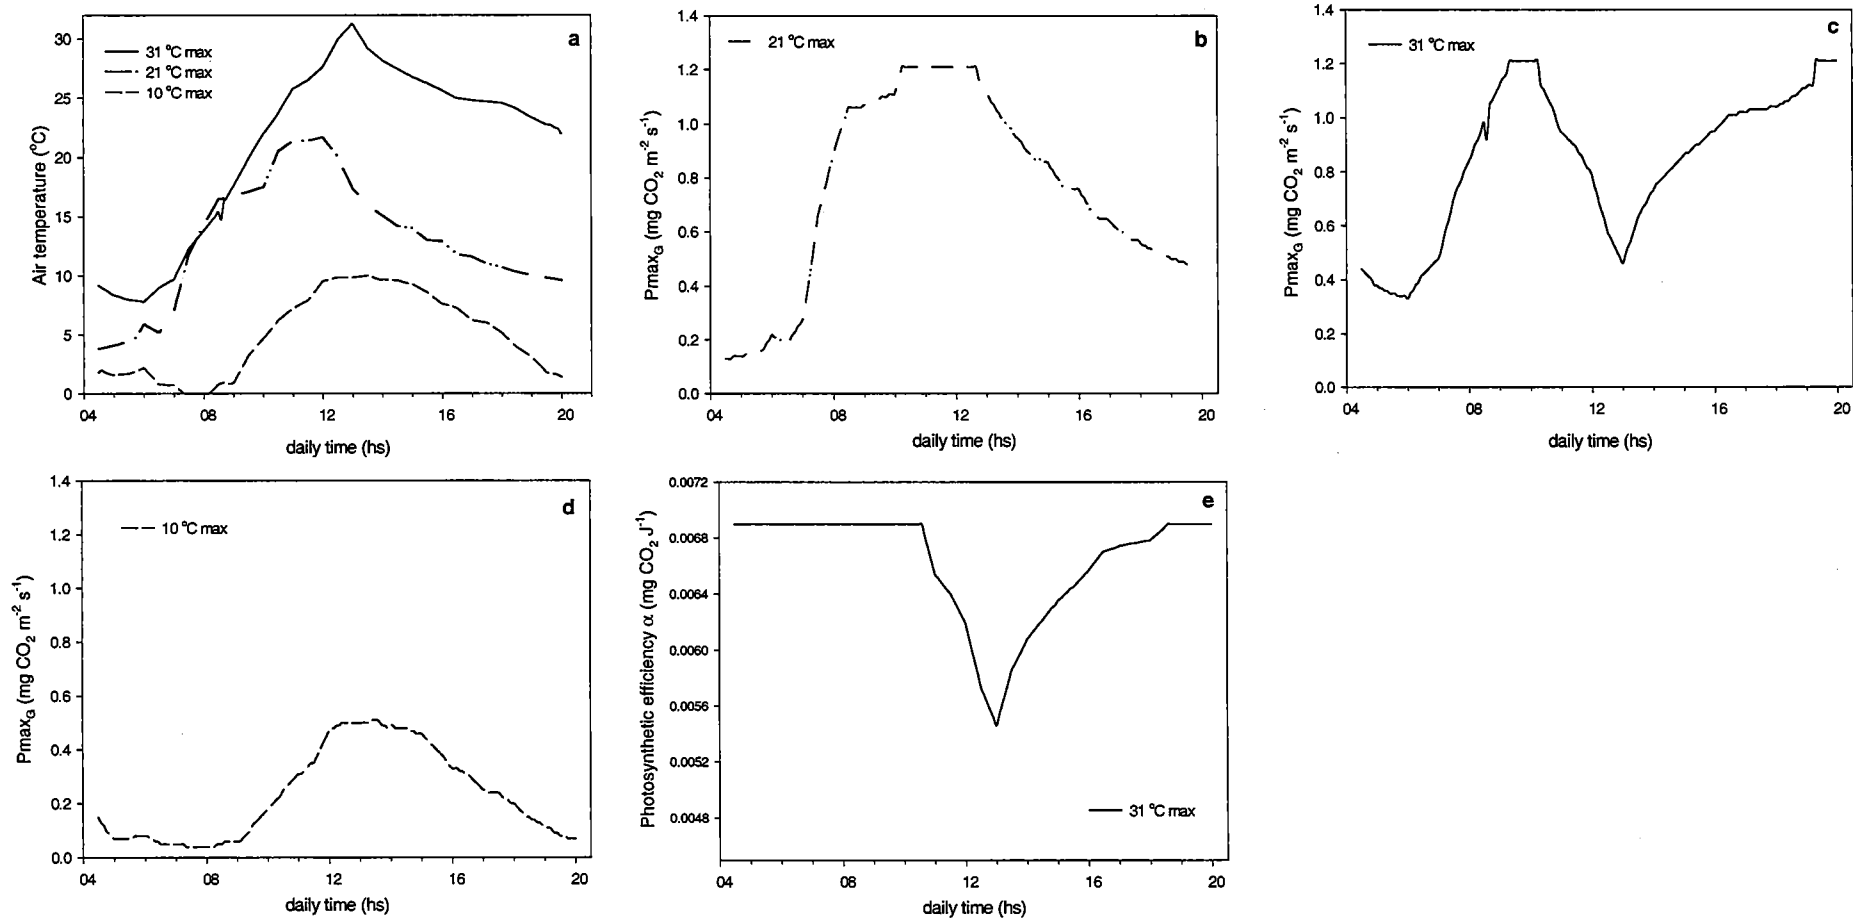 a
31 °C max
21 °C max
10 °C max
Air temperature (°C)
30
25
20
15
10
5
0
04 08 12 16 20
daily time (hs)
b
21 °C max
PmaxG (mg CO2 m-2 s-1)
1.4
1.2
1.0
0.8
0.6
0.4
0.2
0.0
04 08 12 16 20
daily time (hs)
c
31 °C max
PmaxG (mg CO2 m-2 s-1)
1.4
1.2
1.0
0.8
0.6
0.4
0.2
0.0
04 08 12 16 20
daily time (hs)
d
10 °C max
PmaxG (mg CO2 m-2 s-1)
1.4
1.2
1.0
0.8
0.6
0.4
0.2
0.0
04 08 12 16 20
daily time (hs)
e
Photosynthetic efficiency α (mg CO2 J-1)
0.0072
0.0068
0.0064
0.0060
0.0056
0.0052
0.0048
31 °C max
04 08 12 16 20
daily time (hs)